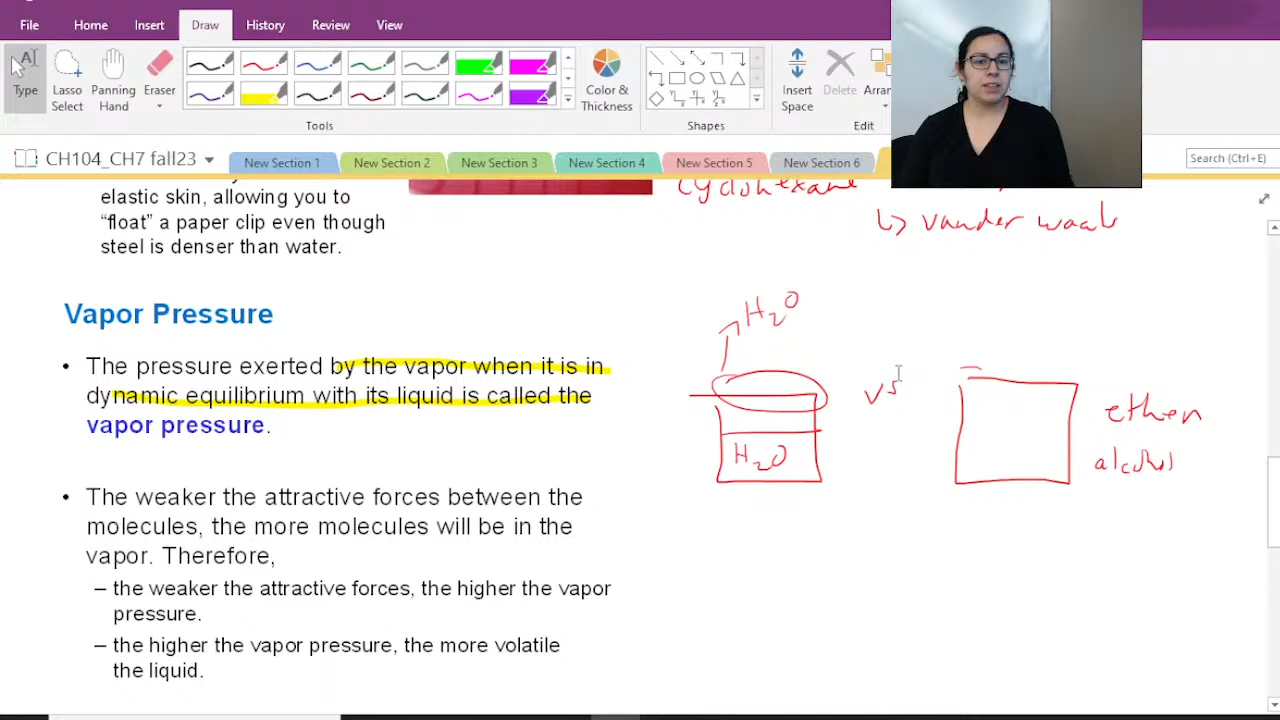 File Home Insert Draw History Review View
Type
Lasso Select
Panning Hand
Eraser
Color & Thickness
Insert Space
Delete
Arran
Tools
Shapes
Edit
CH104_CH7 fall23
New Section 1
New Section 2
New Section 3
New Section 4
New Section 5
New Section 6
Search (Ctrl+E)
elastic skin, allowing you to
“float” a paper clip even though
steel is denser than water.
cyclohexane
↳ vander waals
Vapor Pressure
• The pressure exerted by the vapor when it is in
dynamic equilibrium with its liquid is called the
vapor pressure.
• The weaker the attractive forces between the
molecules, the more molecules will be in the
vapor. Therefore,
– the weaker the attractive forces, the higher the vapor
pressure.
– the higher the vapor pressure, the more volatile
the liquid.
H2O
H2O
vs
alcohol